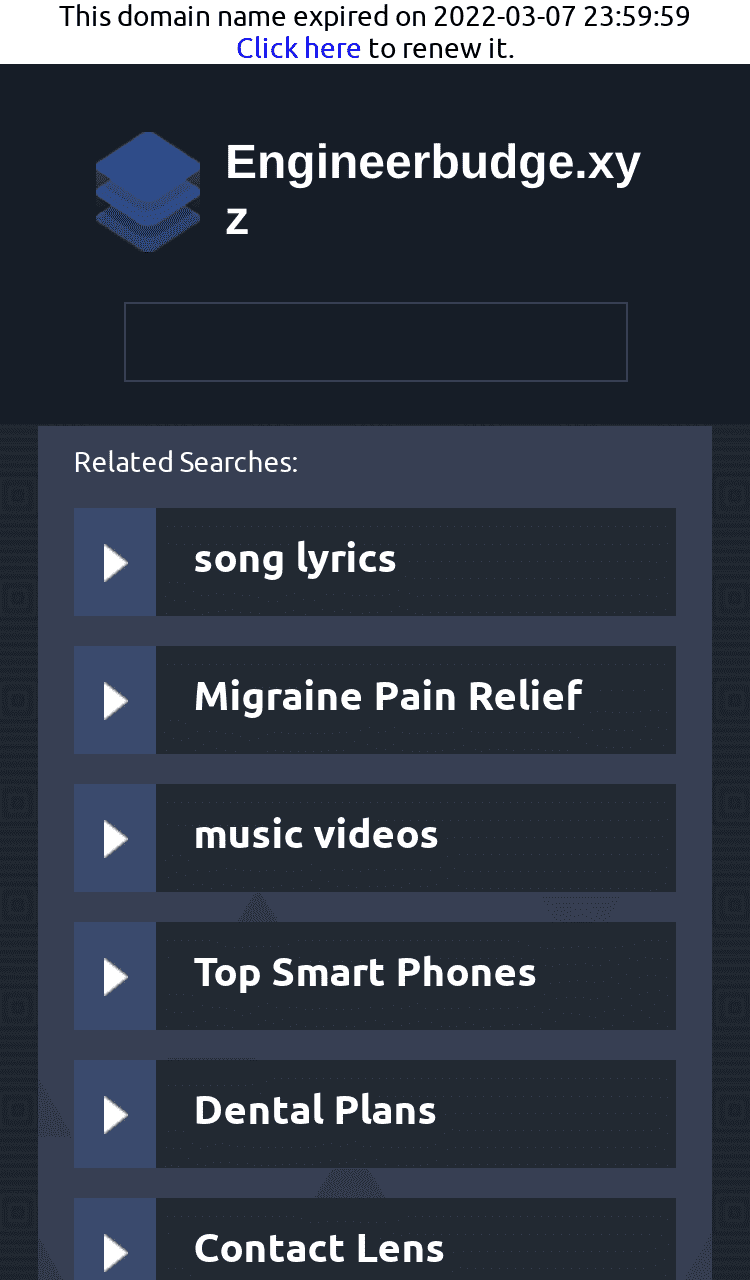 This domain name expired on 2022-03-07 23:59:59
Click here to renew it.
Engineerbudge.xy
z
Related Searches:
song lyrics
Migraine Pain Relief
music videos
Top Smart Phones
Dental Plans
Contact Lens